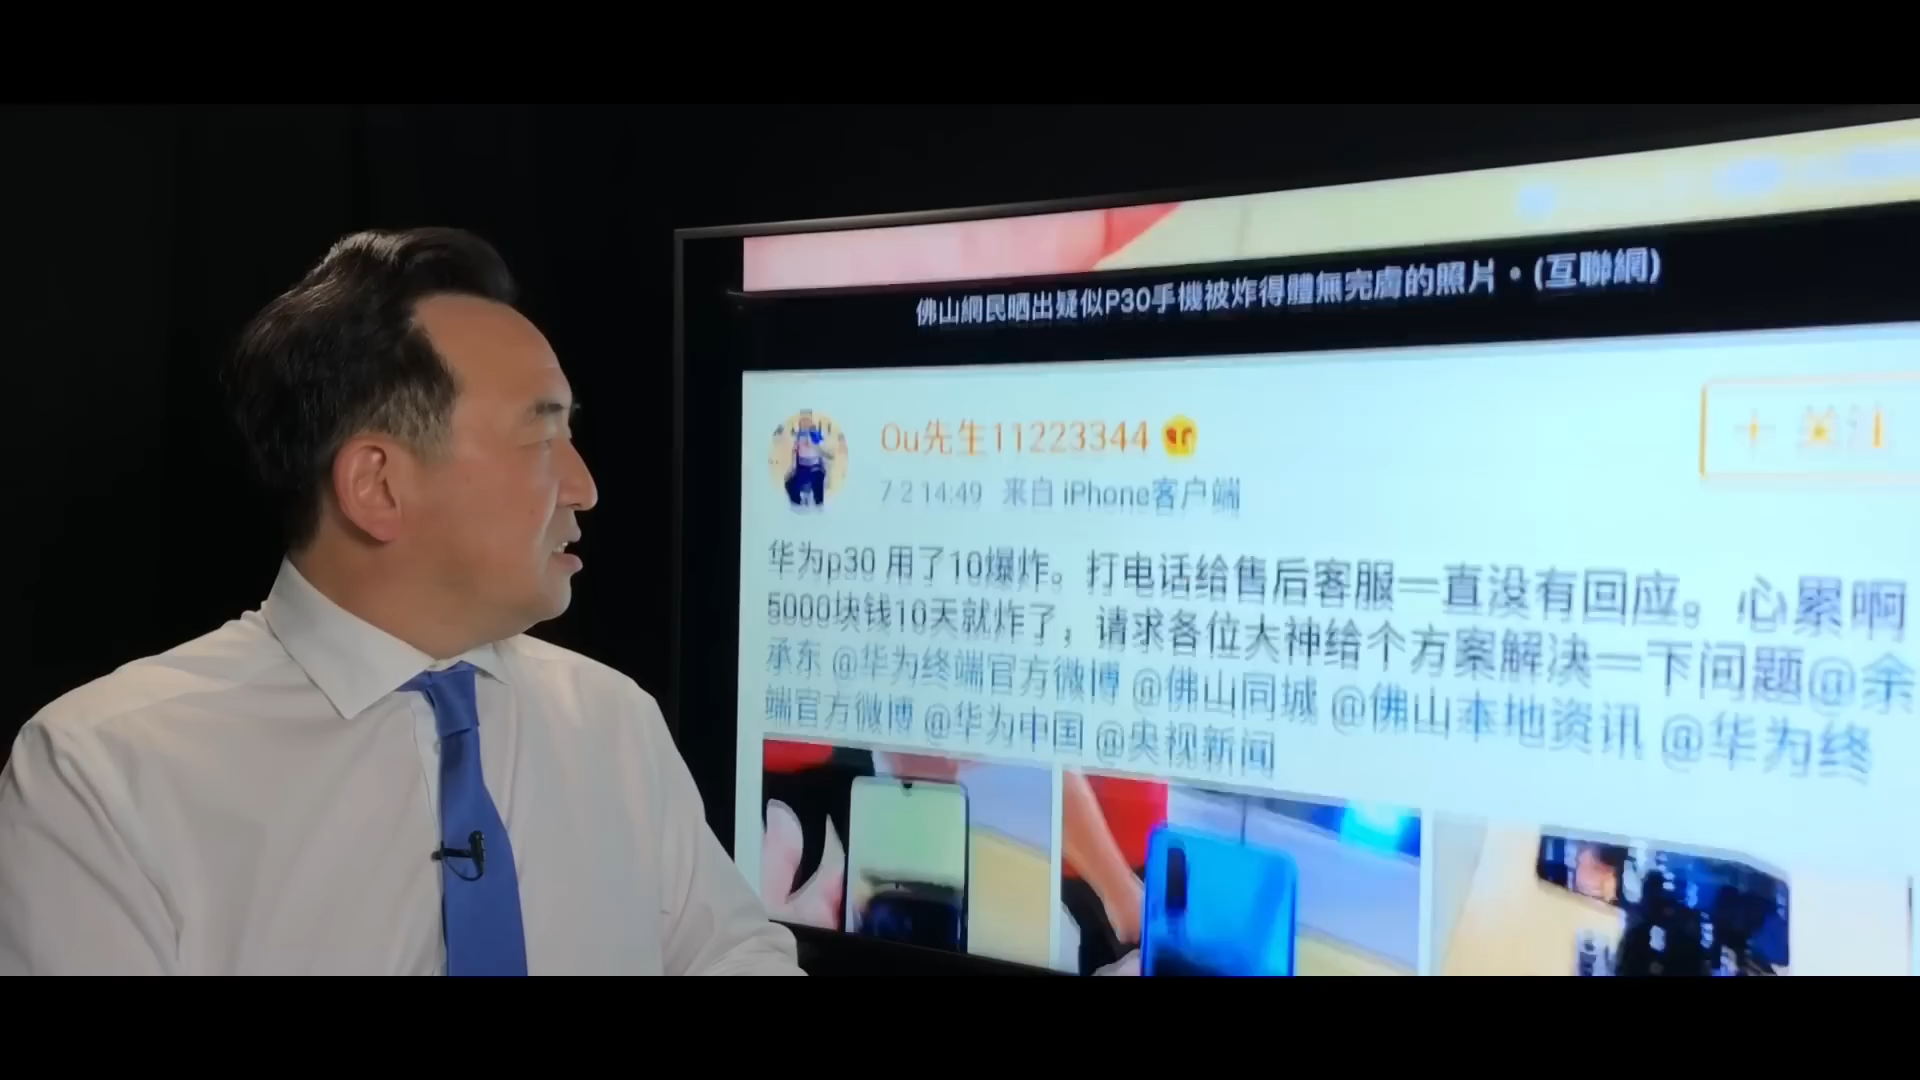 佛山網民晒出疑似P30手機被炸得體無完膚的照片。(互聯網)
Ou先生11223344
+ 关注
7 2 14:49 来自 iPhone客户端
华为p30 用了10爆炸。打电话给售后客服一直没有回应。心累啊
5000块钱10天就炸了，请求各位大神给个方案解决一下问题@余
承东 @华为终端官方微博 @佛山同城 @佛山本地资讯 @华为终
端官方微博 @华为中国 @央视新闻